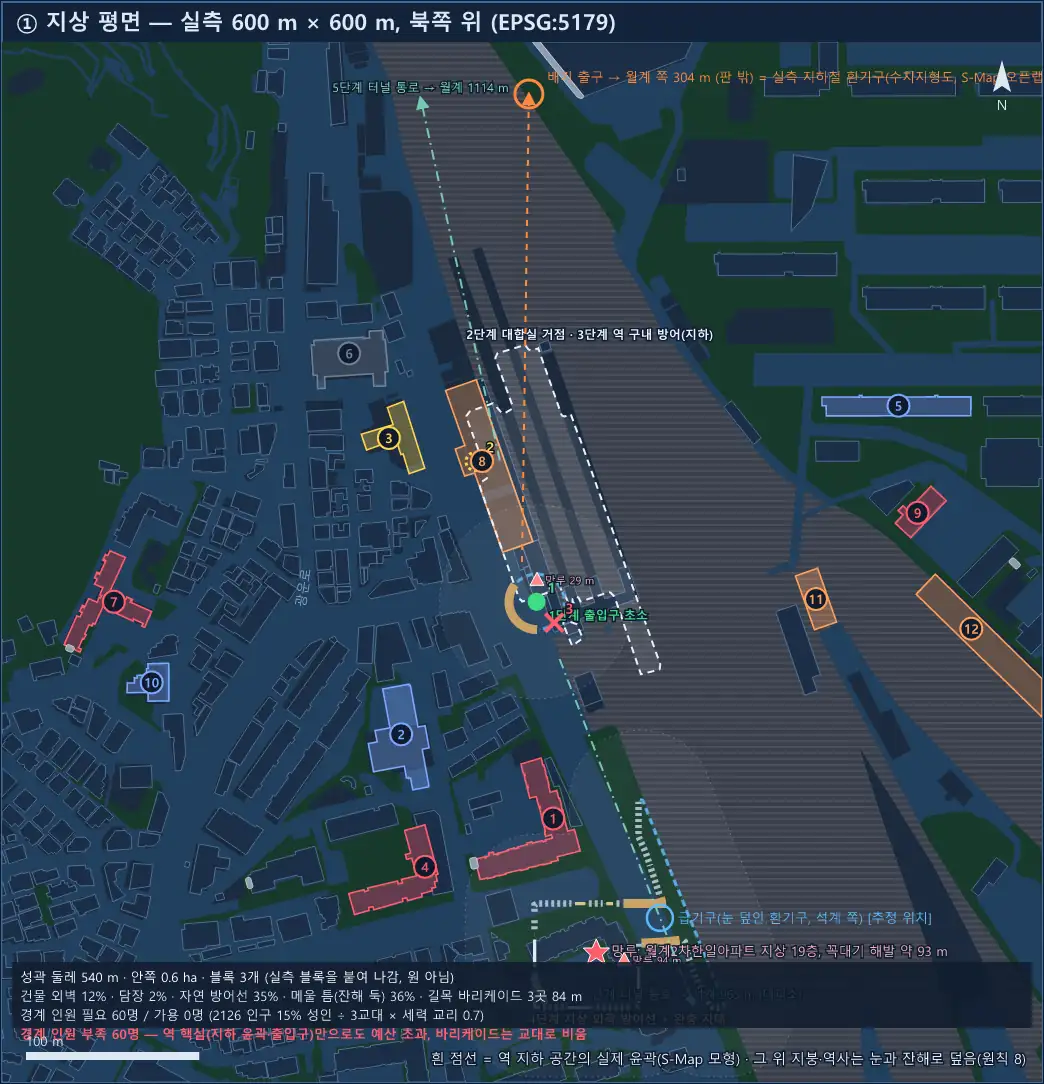 ① 지상 평면 — 실측 600 m × 600 m, 북쪽 위 (EPSG:5179)
배기 출구 → 월계 쪽 304 m (판 밖) = 실측 지하철 환기구(수치지형도, S-Map 오픈랩
5단계 터널 통로 → 월계 1114 m
N
2단계 대합실 거점 · 3단계 역 구내 방어(지하)
6
5
3
2
8
9
망루 29 m
1
3
1단계 출입구 초소
광운로
7
11
12
10
2
1
4
급기구(눈 덮인 환기구, 석계 쪽) [추정 위치]
망루: 월계2차한일아파트 지상 19층, 꼭대기 해발 약 93 m
성곽 둘레 540 m · 안쪽 0.6 ha · 블록 3개 (실측 블록을 붙여 나감, 원 아님)
건물 외벽 12% · 담장 2% · 자연 방어선 35% · 메울 틈(잔해 둑) 36% · 길목 바리케이드 3곳 84 m
경계 인원 필요 60명 / 가용 0명 (2126 인구 15% 성인 ÷ 3교대 × 세력 교리 0.7)
경계 인원 부족 60명 — 역 핵심(지하 윤곽·출입구)만으로도 예산 초과, 바리케이드는 교대로 비움
100 m
흰 점선 = 역 지하 공간의 실제 윤곽(S-Map 모형) · 그 위 지붕·역사는 눈과 잔해로 덮음(원칙 8)